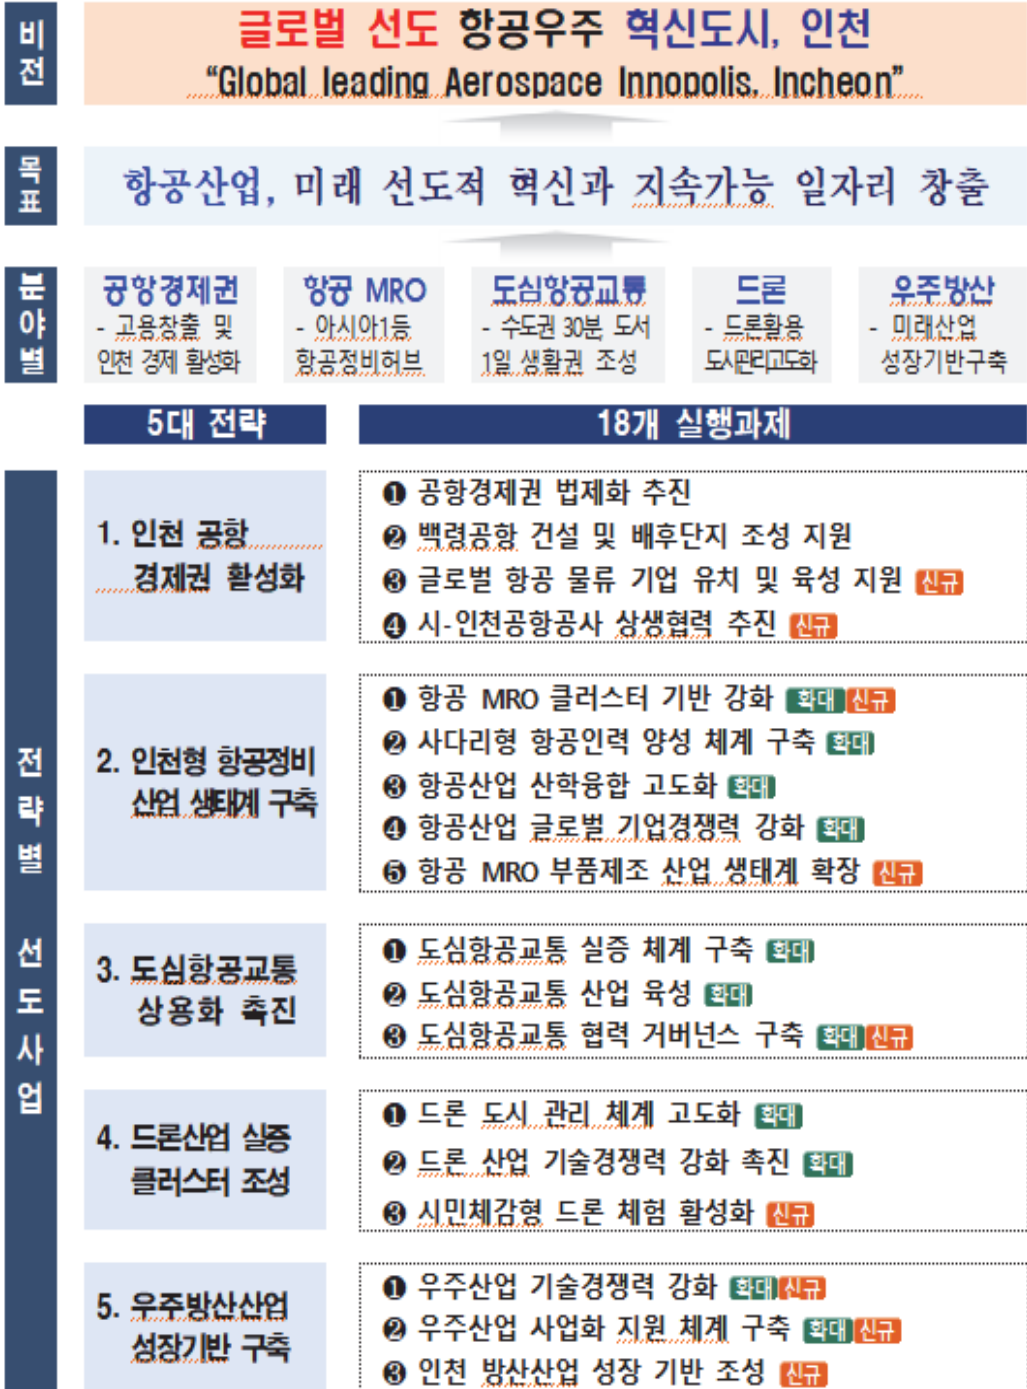 비전
글로벌 선도 항공우주 혁신도시, 인천
“Global leading Aerospace Innopolis, Incheon”
목표
항공산업, 미래 선도적 혁신과 지속가능 일자리 창출
분야별
공항경제권
- 고용창출 및
인천 경제 활성화
항공 MRO
- 아시아1등
항공정비허브
도심항공교통
- 수도권 30분, 도서
1일 생활권 조성
드론
- 드론활용
도시관리고도화
우주방산
- 미래산업
성장기반구축
5대 전략
18개 실행과제
전략별 선도사업
1. 인천 공항
경제권 활성화
❶ 공항경제권 법제화 추진
❷ 백령공항 건설 및 배후단지 조성 지원
❸ 글로벌 항공 물류 기업 유치 및 육성 지원 신규
❹ 시-인천공항공사 상생협력 추진 신규
2. 인천형 항공정비
산업 생태계 구축
❶ 항공 MRO 클러스터 기반 강화 확대 신규
❷ 사다리형 항공인력 양성 체계 구축 확대
❸ 항공산업 산학융합 고도화 확대
❹ 항공산업 글로벌 기업경쟁력 강화 확대
❺ 항공 MRO 부품제조 산업 생태계 확장 신규
3. 도심항공교통
상용화 촉진
❶ 도심항공교통 실증 체계 구축 확대
❷ 도심항공교통 산업 육성 확대
❸ 도심항공교통 협력 거버넌스 구축 확대 신규
4. 드론산업 실증
클러스터 조성
❶ 드론 도시 관리 체계 고도화 확대
❷ 드론 산업 기술경쟁력 강화 촉진 확대
❸ 시민체감형 드론 체험 활성화 신규
5. 우주방산산업
성장기반 구축
❶ 우주산업 기술경쟁력 강화 확대 신규
❷ 우주산업 사업화 지원 체계 구축 확대 신규
❸ 인천 방산산업 성장 기반 조성 신규